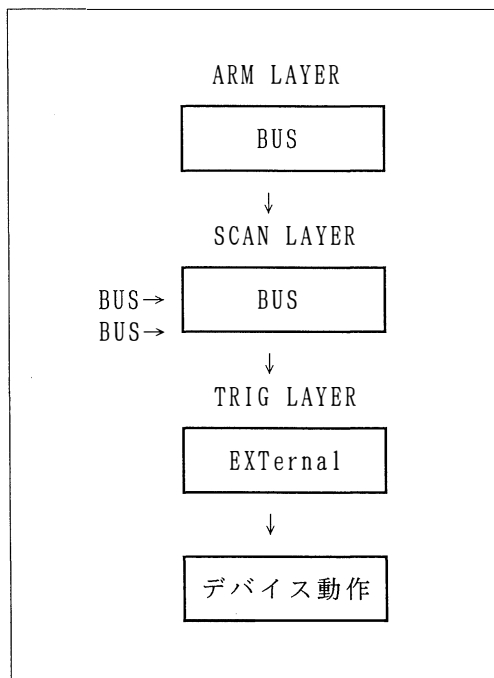 ARM LAYER
BUS
↓
SCAN LAYER
BUS→
BUS
BUS→
↓
TRIG LAYER
EXTernal
↓
デバイス動作